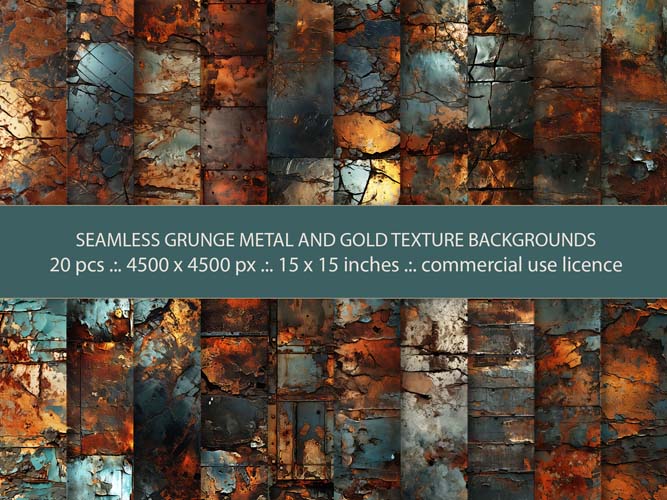 SEAMLESS GRUNGE METAL AND GOLD TEXTURE BACKGROUNDS
20 pcs .:. 4500 x 4500 px .:. 15 x 15 inches .:. commercial use licence